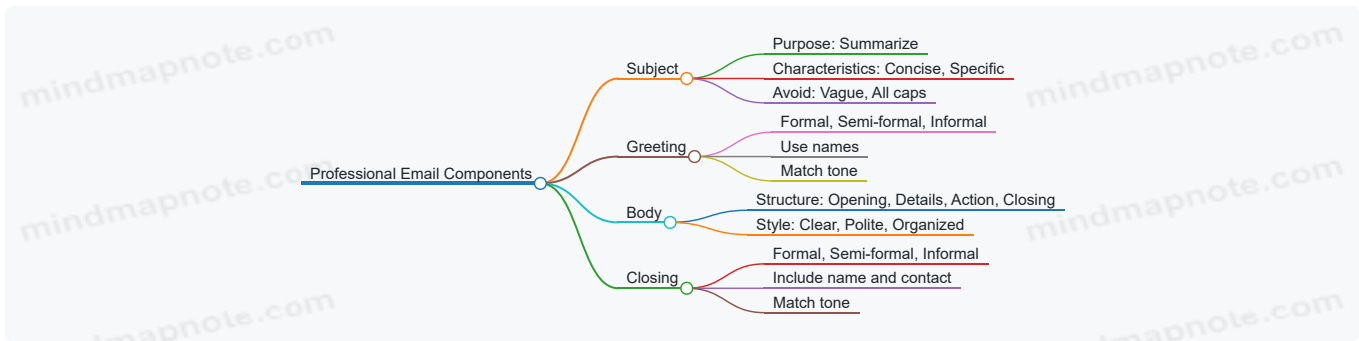 Professional Email Components
Subject
Purpose: Summarize
Characteristics: Concise, Specific
Avoid: Vague, All caps
Greeting
Formal, Semi-formal, Informal
Use names
Match tone
Body
Structure: Opening, Details, Action, Closing
Style: Clear, Polite, Organized
Closing
Formal, Semi-formal, Informal
Include name and contact
Match tone
mindmapnote.com
mindmapnote.com
mindmapnote.com
mindmapnote.com
mindmapnote.com
mindmapnote.com